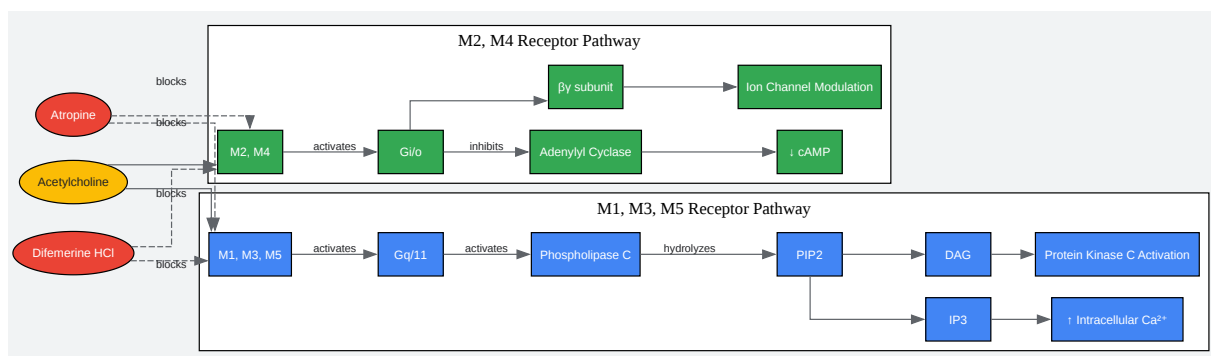 M2, M4 Receptor Pathway
blocks
βγ subunit
Ion Channel Modulation
Atropine
blocks
M2, M4
activates
Gi/o
inhibits
Adenylyl Cyclase
↓ cAMP
Acetylcholine
blocks
M1, M3, M5 Receptor Pathway
Difemerine HCl
blocks
M1, M3, M5
activates
Gq/11
activates
Phospholipase C
hydrolyzes
PIP2
DAG
Protein Kinase C Activation
IP3
↑ Intracellular Ca²⁺